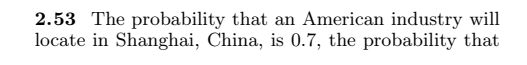 2.53 The probability that an American industry will
locate in Shanghai, China, is 0.7, the probability that